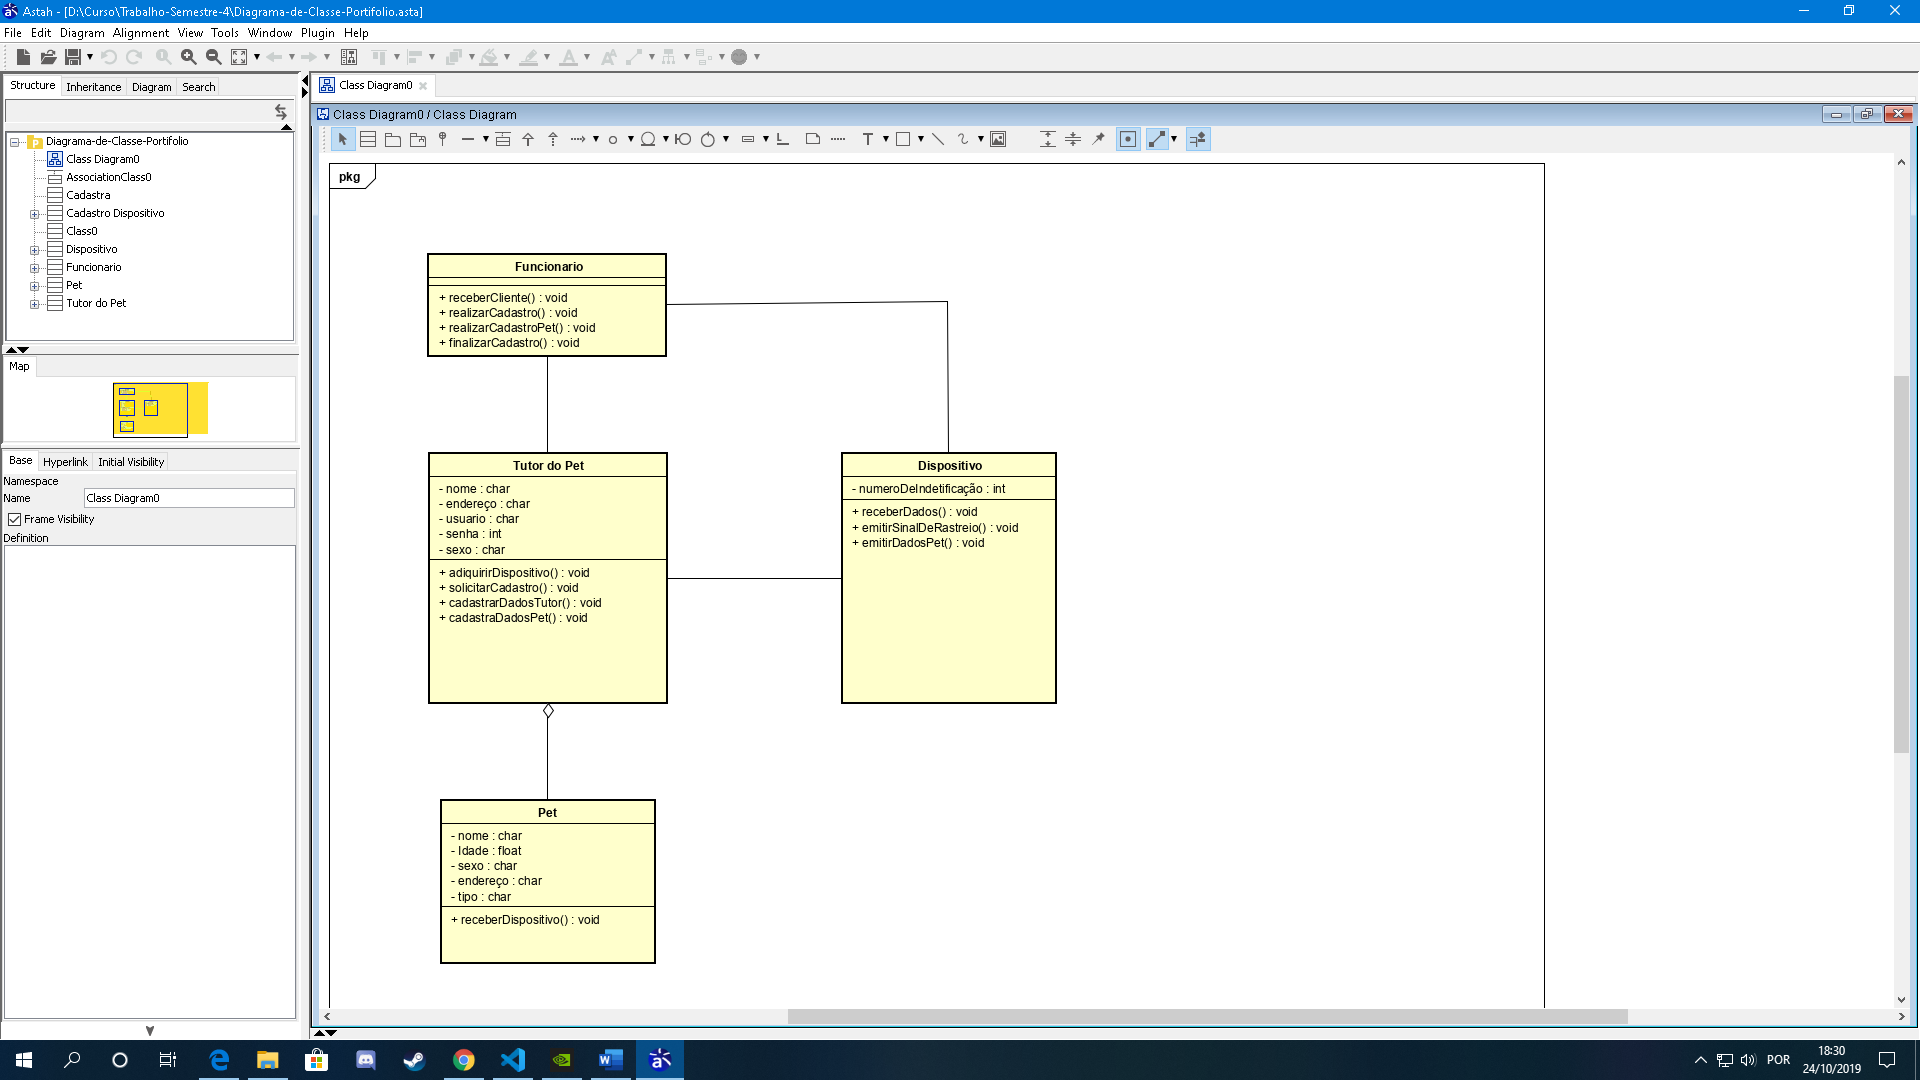 Astah - [D:\Curso\Trabalho-Semestre-4\Diagrama-de-Classe-Portifolio.asta]
File Edit Diagram Alignment View Tools Window Plugin Help
Structure Inheritance Diagram Search
Diagrama-de-Classe-Portifolio
Class Diagram0
AssociationClass0
Cadastra
Cadastro Dispositivo
Class0
Dispositivo
Funcionario
Pet
Tutor do Pet
Map
Base Hyperlink Initial Visibility
Namespace
Name Class Diagram0
Frame Visibility
Definition
Class Diagram0
Class Diagram0 / Class Diagram
pkg
Funcionario
+ receberCliente() : void
+ realizarCadastro() : void
+ realizarCadastroPet() : void
+ finalizarCadastro() : void
Tutor do Pet
- nome : char
- endereço : char
- usuario : char
- senha : int
- sexo : char
+ adiquirirDispositivo() : void
+ solicitarCadastro() : void
+ cadastrarDadosTutor() : void
+ cadastraDadosPet() : void
Dispositivo
- numeroDeIndetificação : int
+ receberDados() : void
+ emitirSinalDeRastreio() : void
+ emitirDadosPet() : void
Pet
- nome : char
- Idade : float
- sexo : char
- endereço : char
- tipo : char
+ receberDispositivo() : void
POR
18:30
24/10/2019